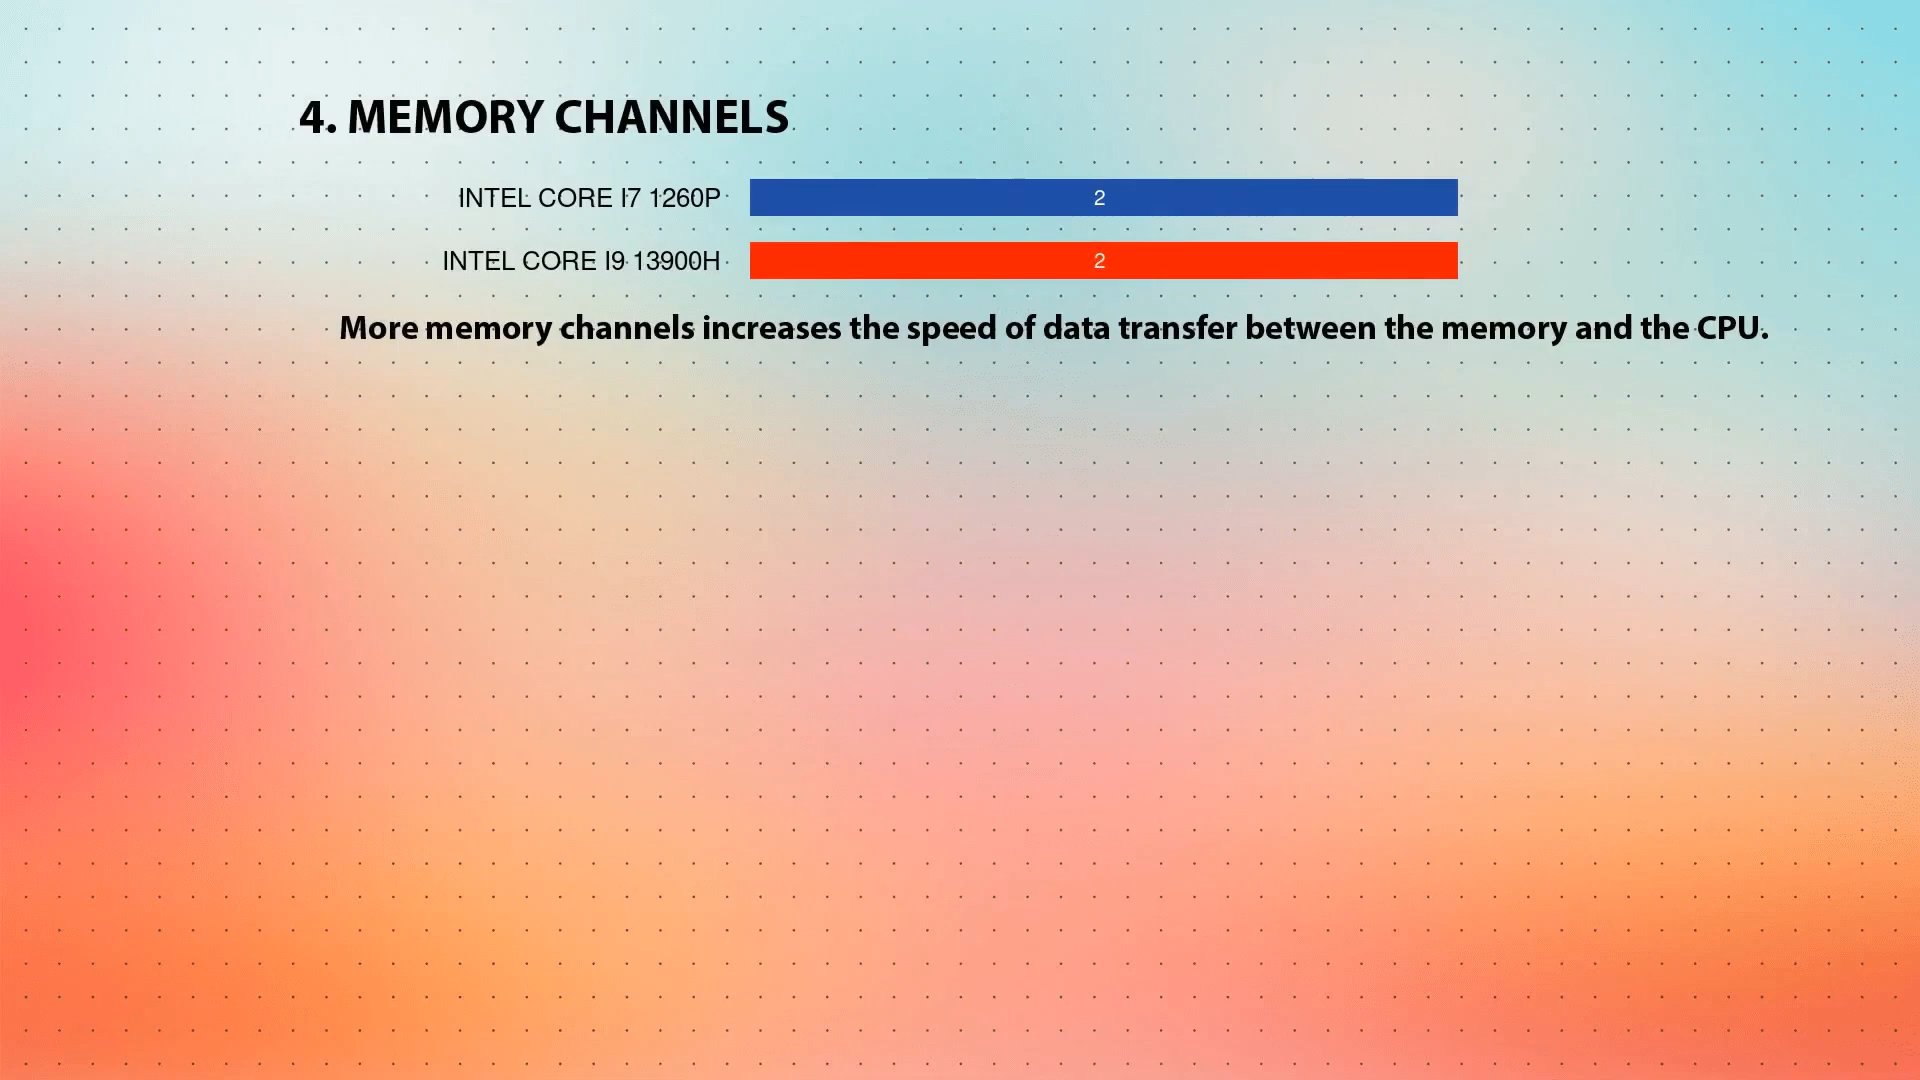 4. MEMORY CHANNELS
INTEL CORE I7 1260P
2
INTEL CORE I9 13900H
2
More memory channels increases the speed of data transfer between the memory and the CPU.